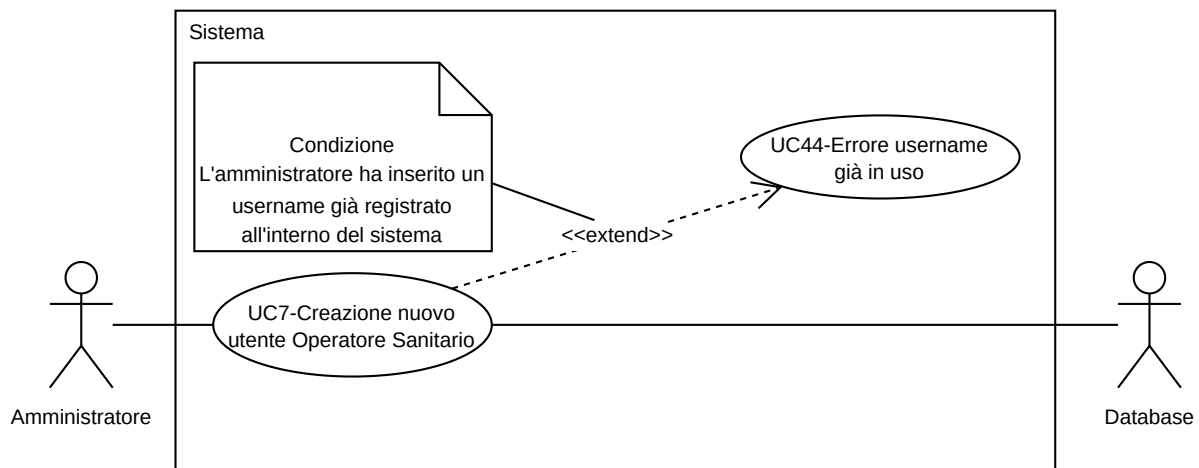 Sistema
Condizione
L'amministratore ha inserito un
username già registrato
all'interno del sistema
UC44-Errore username
già in uso
<<extend>>
UC7-Creazione nuovo
utente Operatore Sanitario
Amministratore
Database